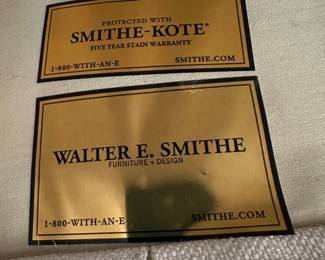 PROTECTED WITH
SMITHE-KOTE®
FIVE YEAR STAIN WARRANTY
1-800-WITH-AN-E SMITHE.COM
WALTER E. SMITHE
FURNITURE + DESIGN
1-800-WITH-AN-E SMITHE.COM